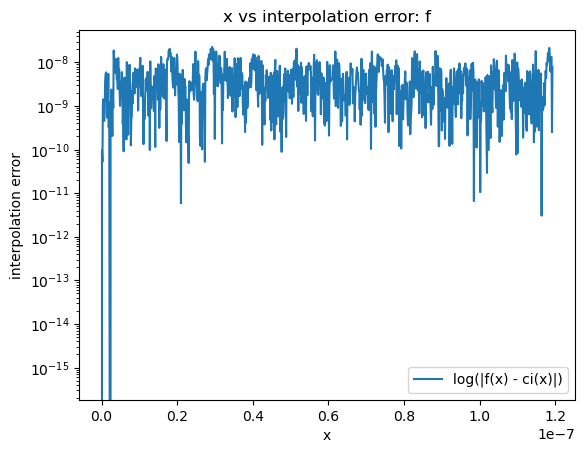 x vs interpolation error: f
interpolation error
10⁻⁸
10⁻⁹
10⁻¹⁰
10⁻¹¹
10⁻¹²
10⁻¹³
10⁻¹⁴
10⁻¹⁵
log(|f(x) - ci(x)|)
0.0 0.2 0.4 0.6 0.8 1.0 1.2
x
1e−7